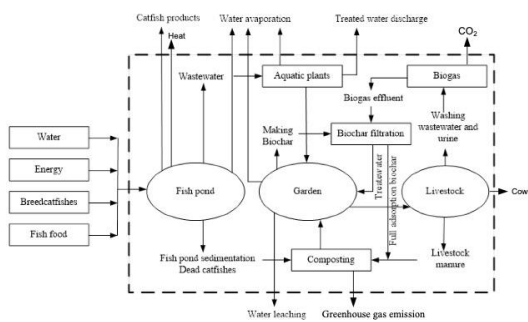 Catfish products
Water avaporation
Treated water discharge
Heat
CO2
Wastewater
Aquatic plants
Biogas
Biogas effluent
Washing
wastewater and
urine
Making
Biochar
Biochar filtration
Water
Energy
Breedcatfishes
Fish food
Fish pond
Garden
Treatewater
Full adsorption biochar
Livestock
Cow
Fish pond sedimentation
Dead catfishes
Composting
Livestock
manure
Water leaching
Greenhouse gas emission